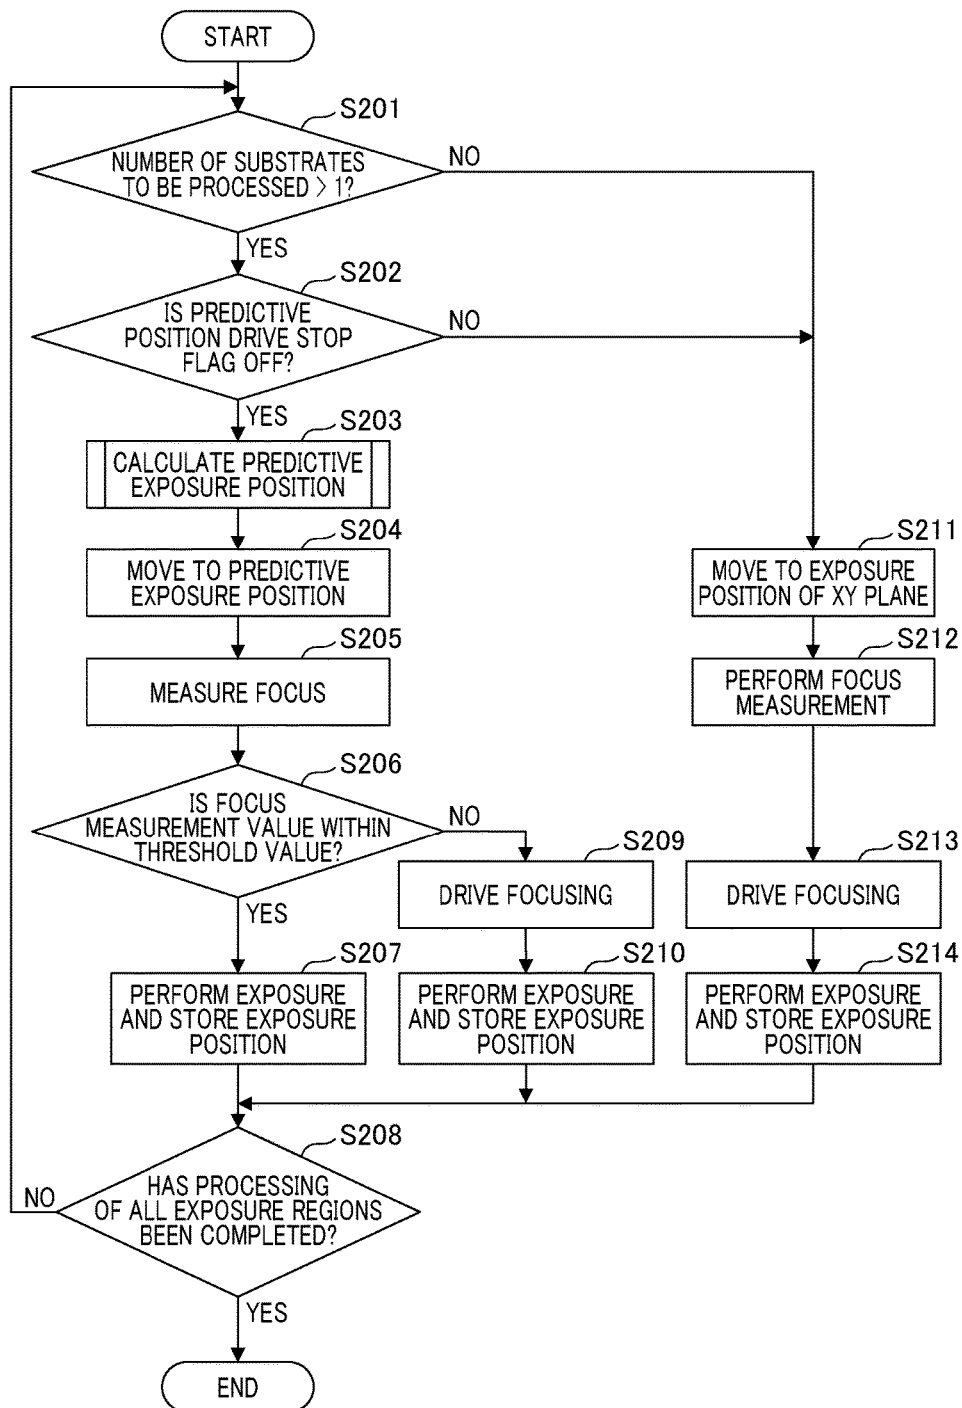 START
S201
NUMBER OF SUBSTRATES
TO BE PROCESSED > 1?
NO
YES
S202
IS PREDICTIVE
POSITION DRIVE STOP
FLAG OFF?
NO
YES
S203
CALCULATE PREDICTIVE
EXPOSURE POSITION
S204
MOVE TO PREDICTIVE
EXPOSURE POSITION
S211
MOVE TO EXPOSURE
POSITION OF XY PLANE
S205
MEASURE FOCUS
S212
PERFORM FOCUS
MEASUREMENT
S206
IS FOCUS
MEASUREMENT VALUE WITHIN
THRESHOLD VALUE?
NO
YES
S209
DRIVE FOCUSING
S213
DRIVE FOCUSING
S207
PERFORM EXPOSURE
AND STORE EXPOSURE
POSITION
S210
PERFORM EXPOSURE
AND STORE EXPOSURE
POSITION
S214
PERFORM EXPOSURE
AND STORE EXPOSURE
POSITION
S208
HAS PROCESSING
OF ALL EXPOSURE REGIONS
BEEN COMPLETED?
NO
YES
END